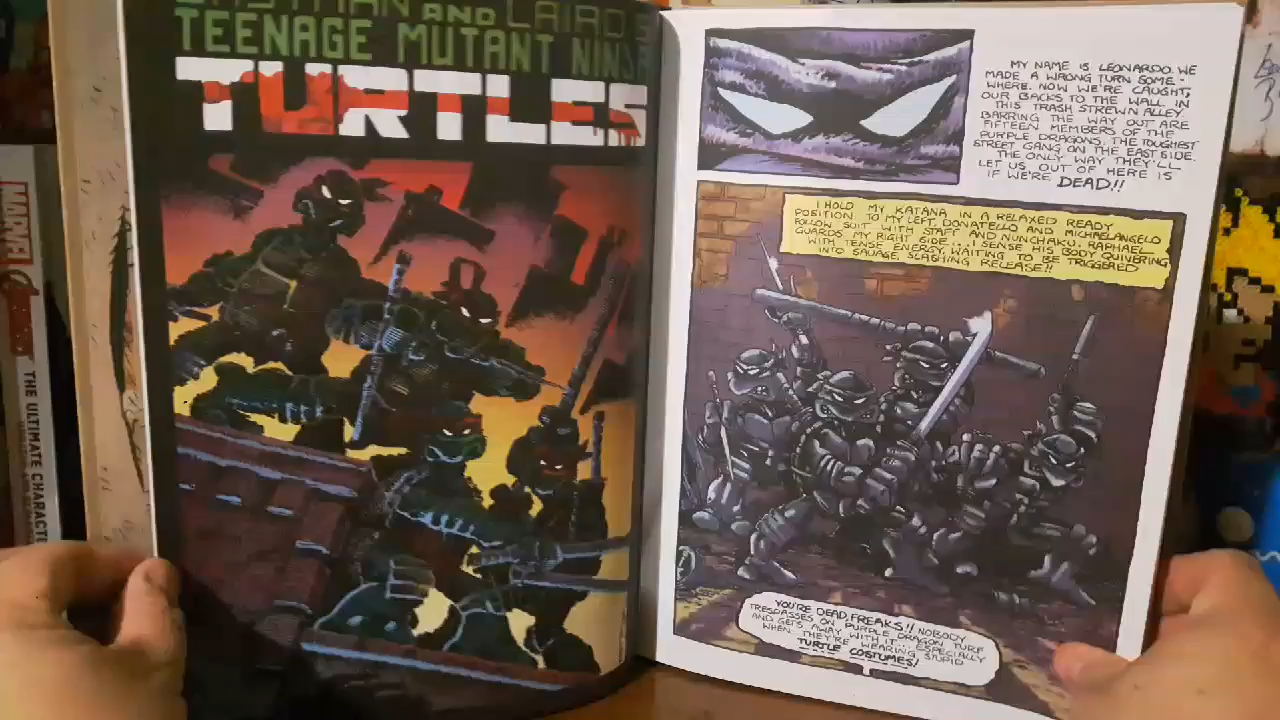 EASTMAN AND LAIRD'S
TEENAGE MUTANT NINJA
TURTLES
MY NAME IS LEONARDO. WE
MADE A WRONG TURN SOME-
WHERE. NOW WE'RE CAUGHT,
OUR BACKS TO THE WALL IN
THIS TRASH STREWN ALLEY.
BARRING THE WAY OUT ARE
FIFTEEN MEMBERS OF THE
PURPLE DRAGONS, THE TOUGHEST
STREET GANG ON THE EAST SIDE.
THE ONLY WAY THEY'LL
LET US OUT OF HERE IS
IF WE'RE DEAD!!
I HOLD MY KATANA IN A RELAXED READY
POSITION. TO MY LEFT, DONATELLO AND MICHAELANGELO
FOLLOW SUIT WITH STAFF AND NUNCHAKU. RAPHAEL
GUARDS MY RIGHT SIDE... I SENSE HIS BODY QUIVERING
WITH TENSE ENERGY WAITING TO BE TRIGGERED
INTO SAVAGE, SLASHING RELEASE!!
YOU'RE DEAD, FREAKS!! NOBODY
TRESPASSES ON PURPLE DRAGON TURF
AND GETS AWAY WITH IT, ESPECIALLY
WHEN THEY'RE WEARING STUPID
TURTLE COSTUMES!
MARVEL
THE ULTIMATE CHARACT